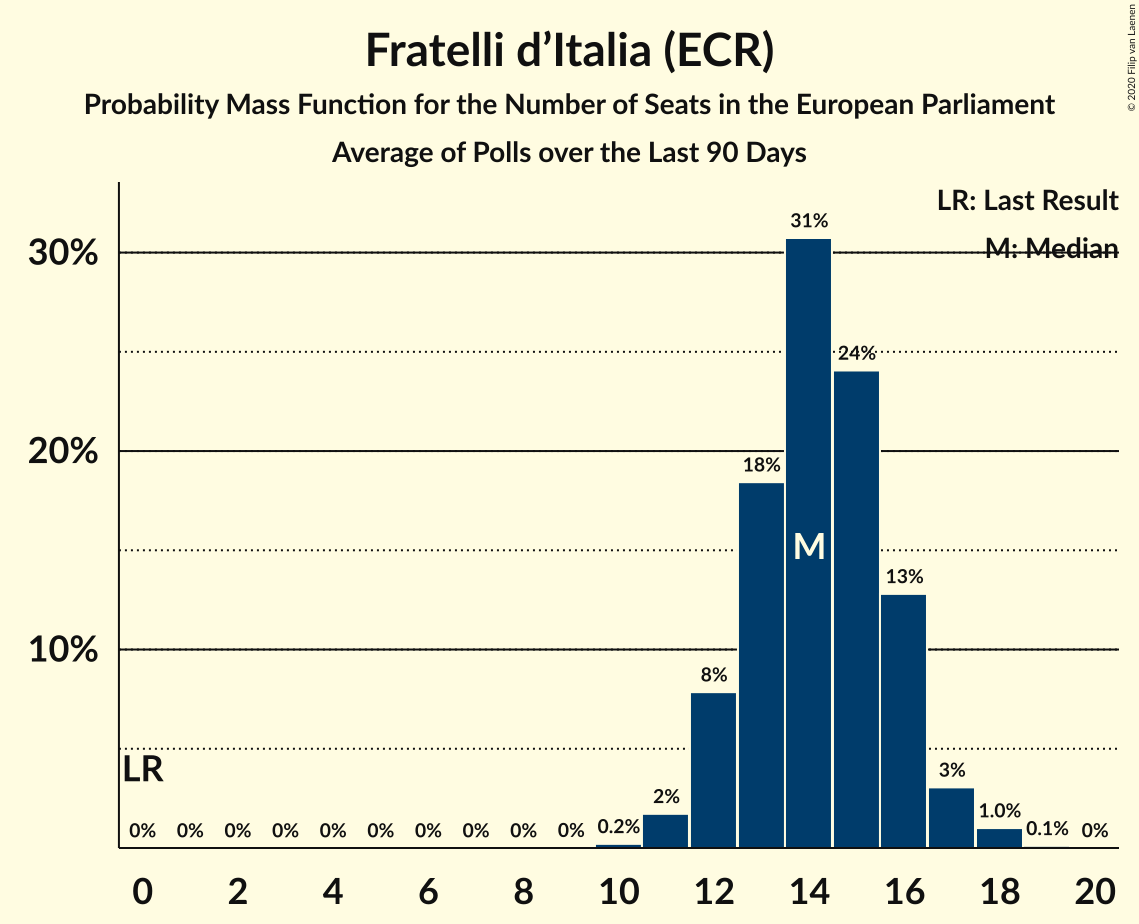 Fratelli d’Italia (ECR)
Probability Mass Function for the Number of Seats in the European Parliament
Average of Polls over the Last 90 Days
© 2020 Filip van Laenen
LR: Last Result
M: Median
30%
20%
10%
31%
24%
18%
M
13%
8%
LR
3%
2%
1.0%
0% 0% 0% 0% 0% 0% 0% 0% 0% 0% 0.2% 0.1% 0%
0 2 4 6 8 10 12 14 16 18 20